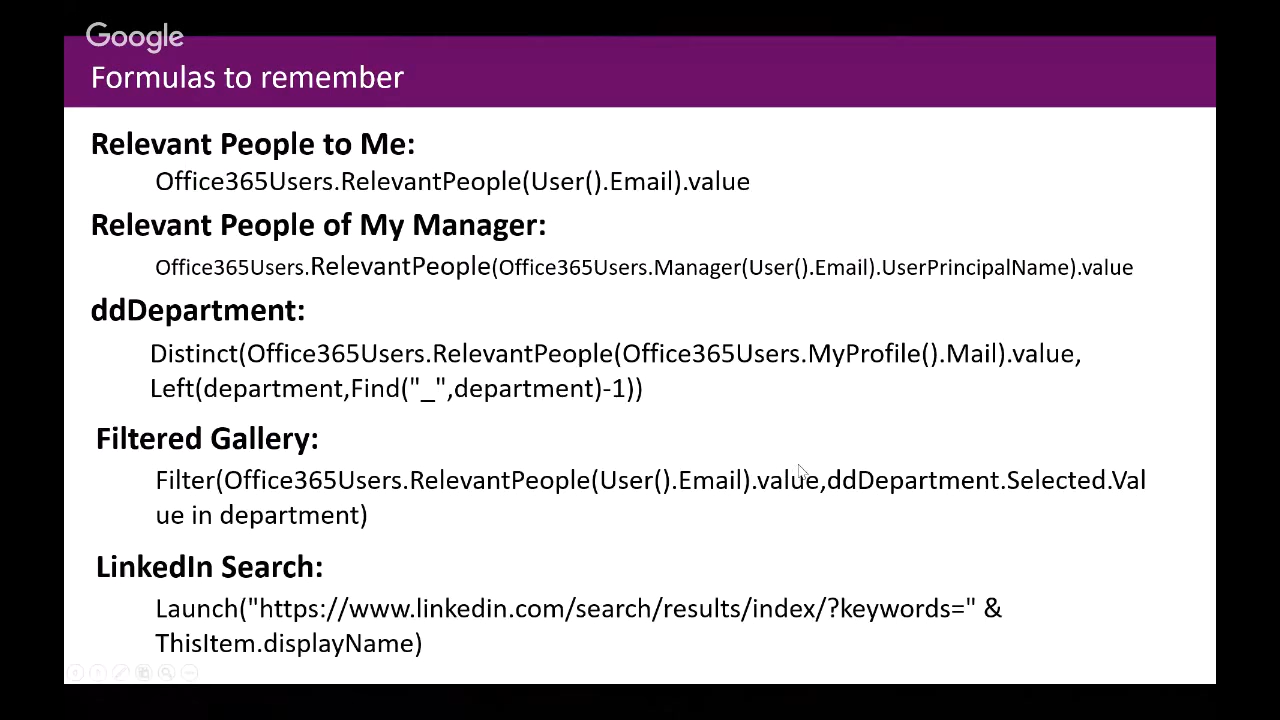 Google
Formulas to remember
Relevant People to Me:
Office365Users.RelevantPeople(User().Email).value
Relevant People of My Manager:
Office365Users.RelevantPeople(Office365Users.Manager(User().Email).UserPrincipalName).value
ddDepartment:
Distinct(Office365Users.RelevantPeople(Office365Users.MyProfile().Mail).value,
Left(department,Find("_",department)-1))
Filtered Gallery:
Filter(Office365Users.RelevantPeople(User().Email).value,ddDepartment.Selected.Val
ue in department)
LinkedIn Search:
Launch("https://www.linkedin.com/search/results/index/?keywords=" &
ThisItem.displayName)